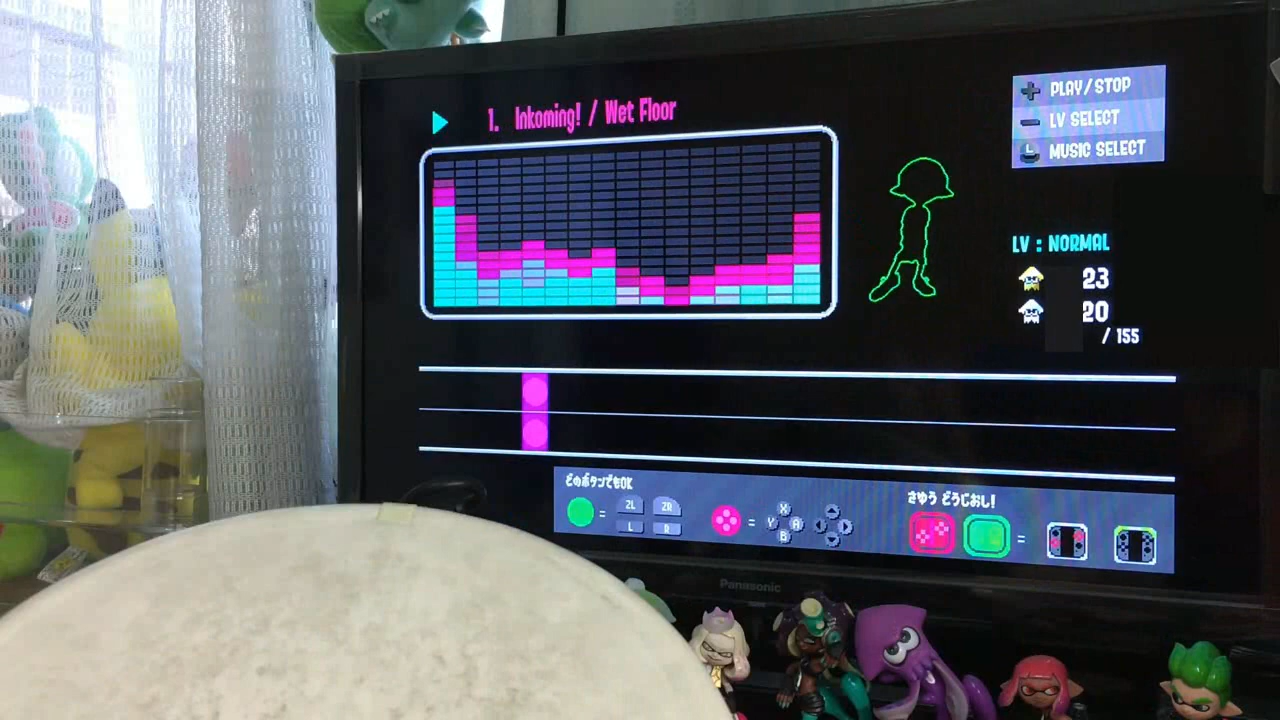 1. Inkoming! / Wet Floor
PLAY/STOP
LV SELECT
L MUSIC SELECT
LV : NORMAL
23
20
/ 155
どのボタンでもOK
= ZL ZR
L R
= X Y A B
さゆう どうじおし!
=
Panasonic